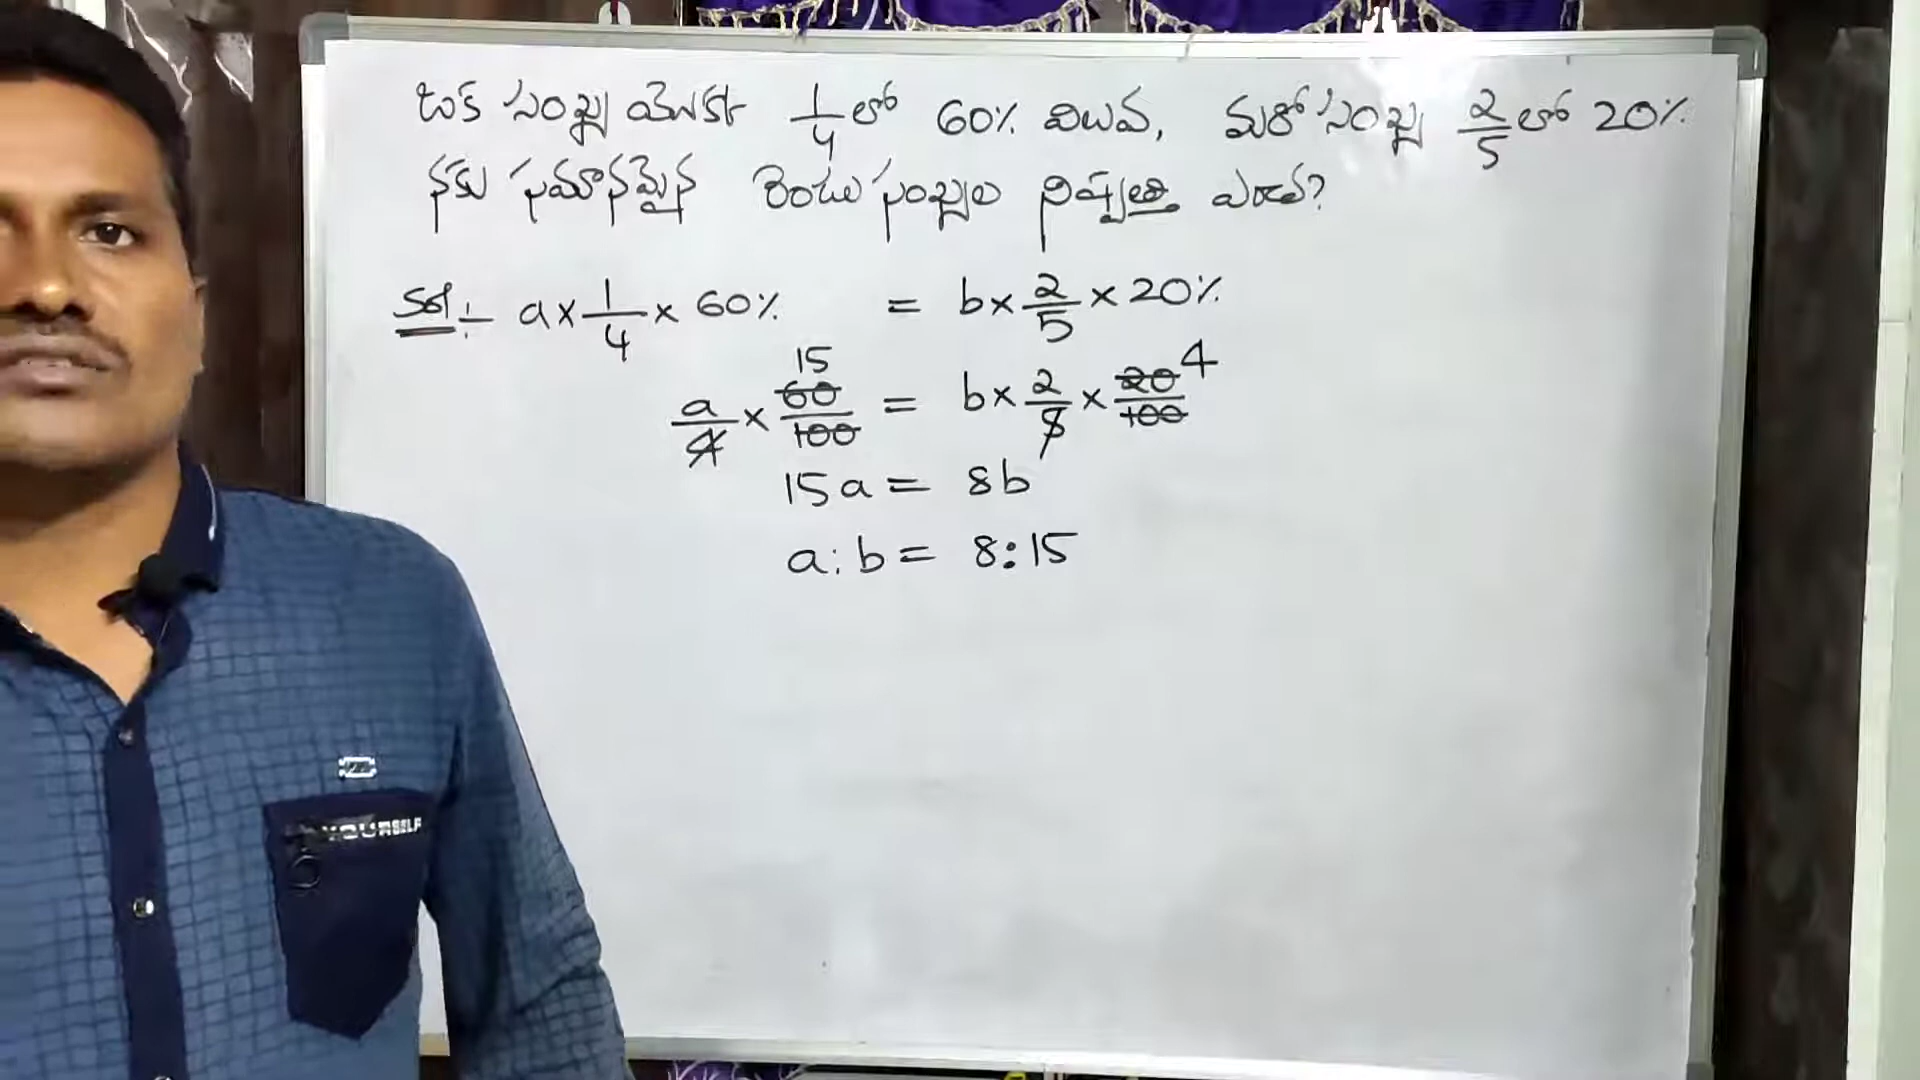 ఒక సంఖ్య యొక్క 1/4 లో 60% విలువ, మరో సంఖ్య 2/5 లో 20%
నకు సమానమైన రెండు సంఖ్యల నిష్పత్తి ఎంత?
Sol:- a × 1/4 × 60% = b × 2/5 × 20%
15 4
a/4 × 60/100 = b × 2/5 × 20/100
15a = 8b
a : b = 8 : 15
YOURSELF